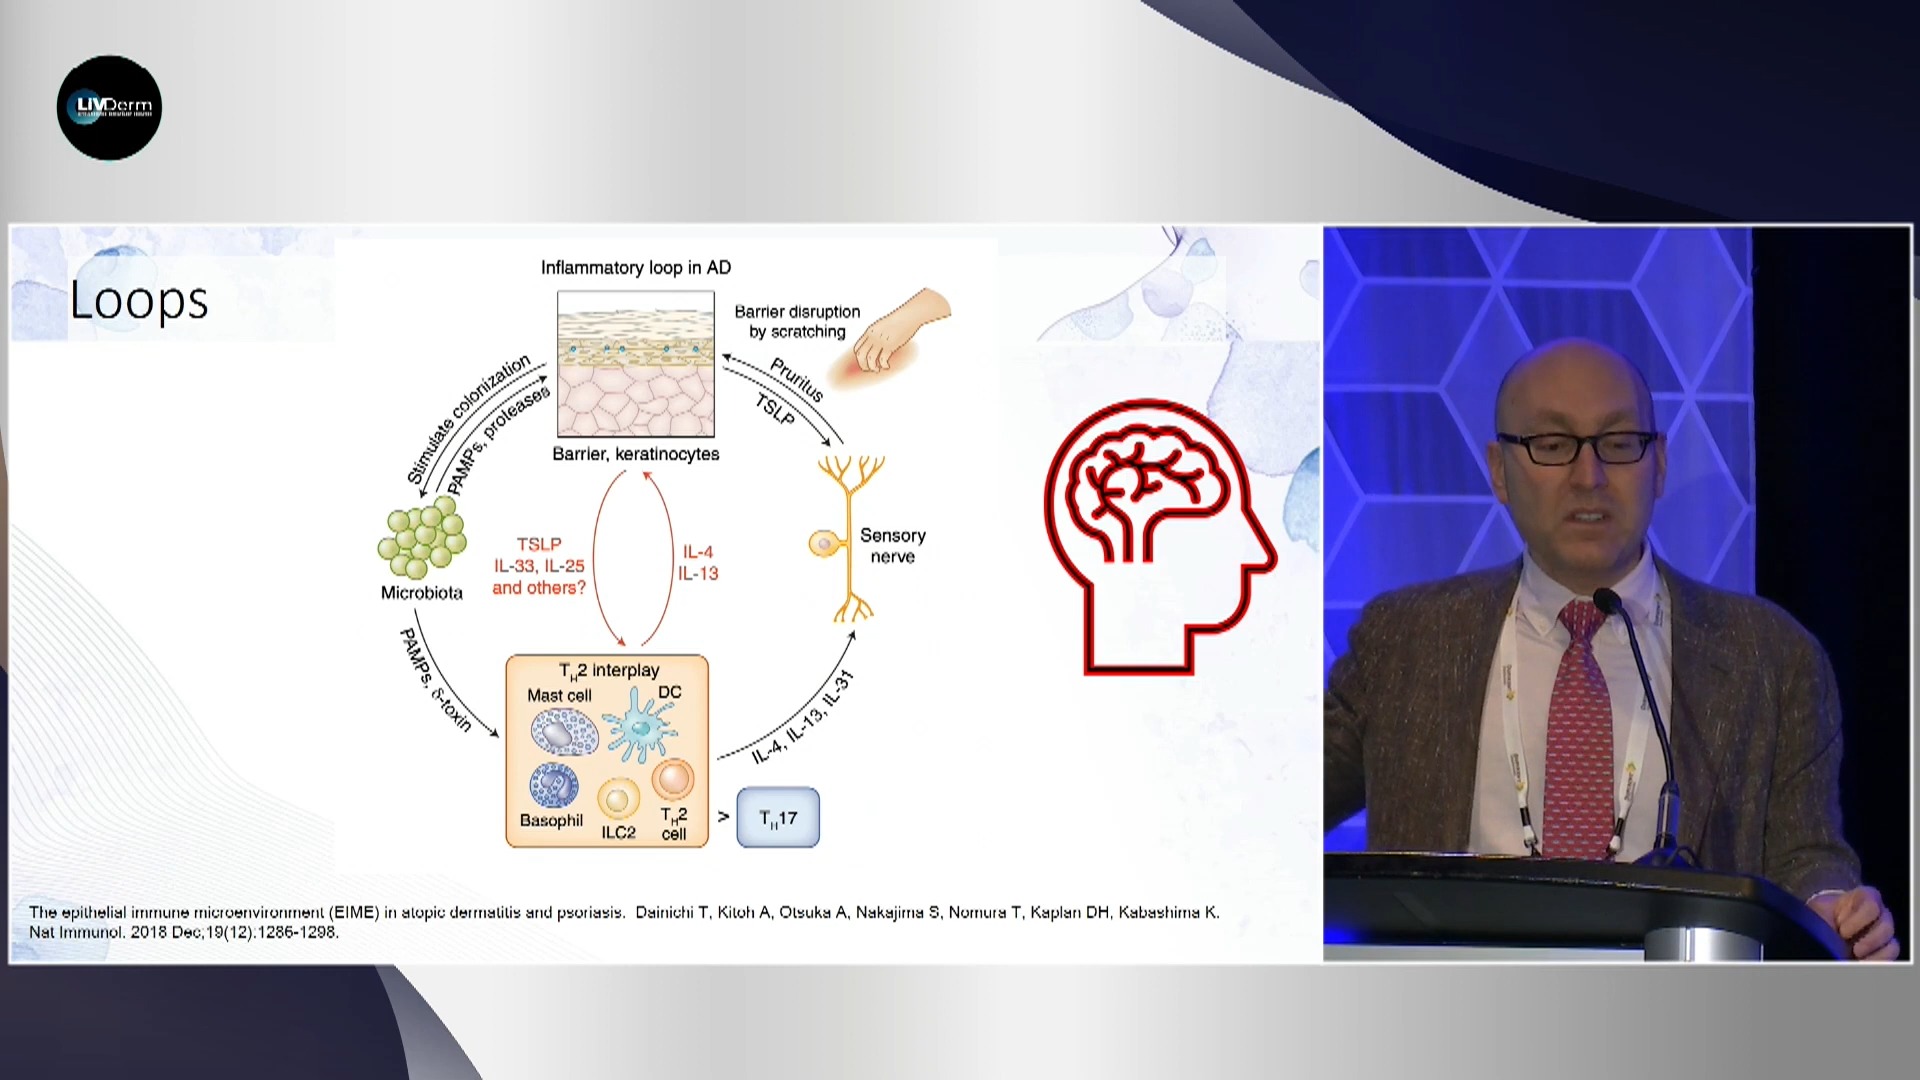 LIVDerm
Loops
Inflammatory loop in AD
Barrier disruption
by scratching
Stimulate colonization
PAMPs, proteases
Pruritus
TSLP
Barrier, keratinocytes
Microbiota
TSLP
IL-33, IL-25
and others?
IL-4
IL-13
Sensory
nerve
PAMPs, δ-toxin
TH2 interplay
Mast cell
DC
Basophil
ILC2
TH2
cell
IL-4, IL-13, IL-31
>
TH17
The epithelial immune microenvironment (EIME) in atopic dermatitis and psoriasis. Dainichi T, Kitoh A, Otsuka A, Nakajima S, Nomura T, Kaplan DH, Kabashima K.
Nat Immunol. 2018 Dec;19(12):1286-1298.